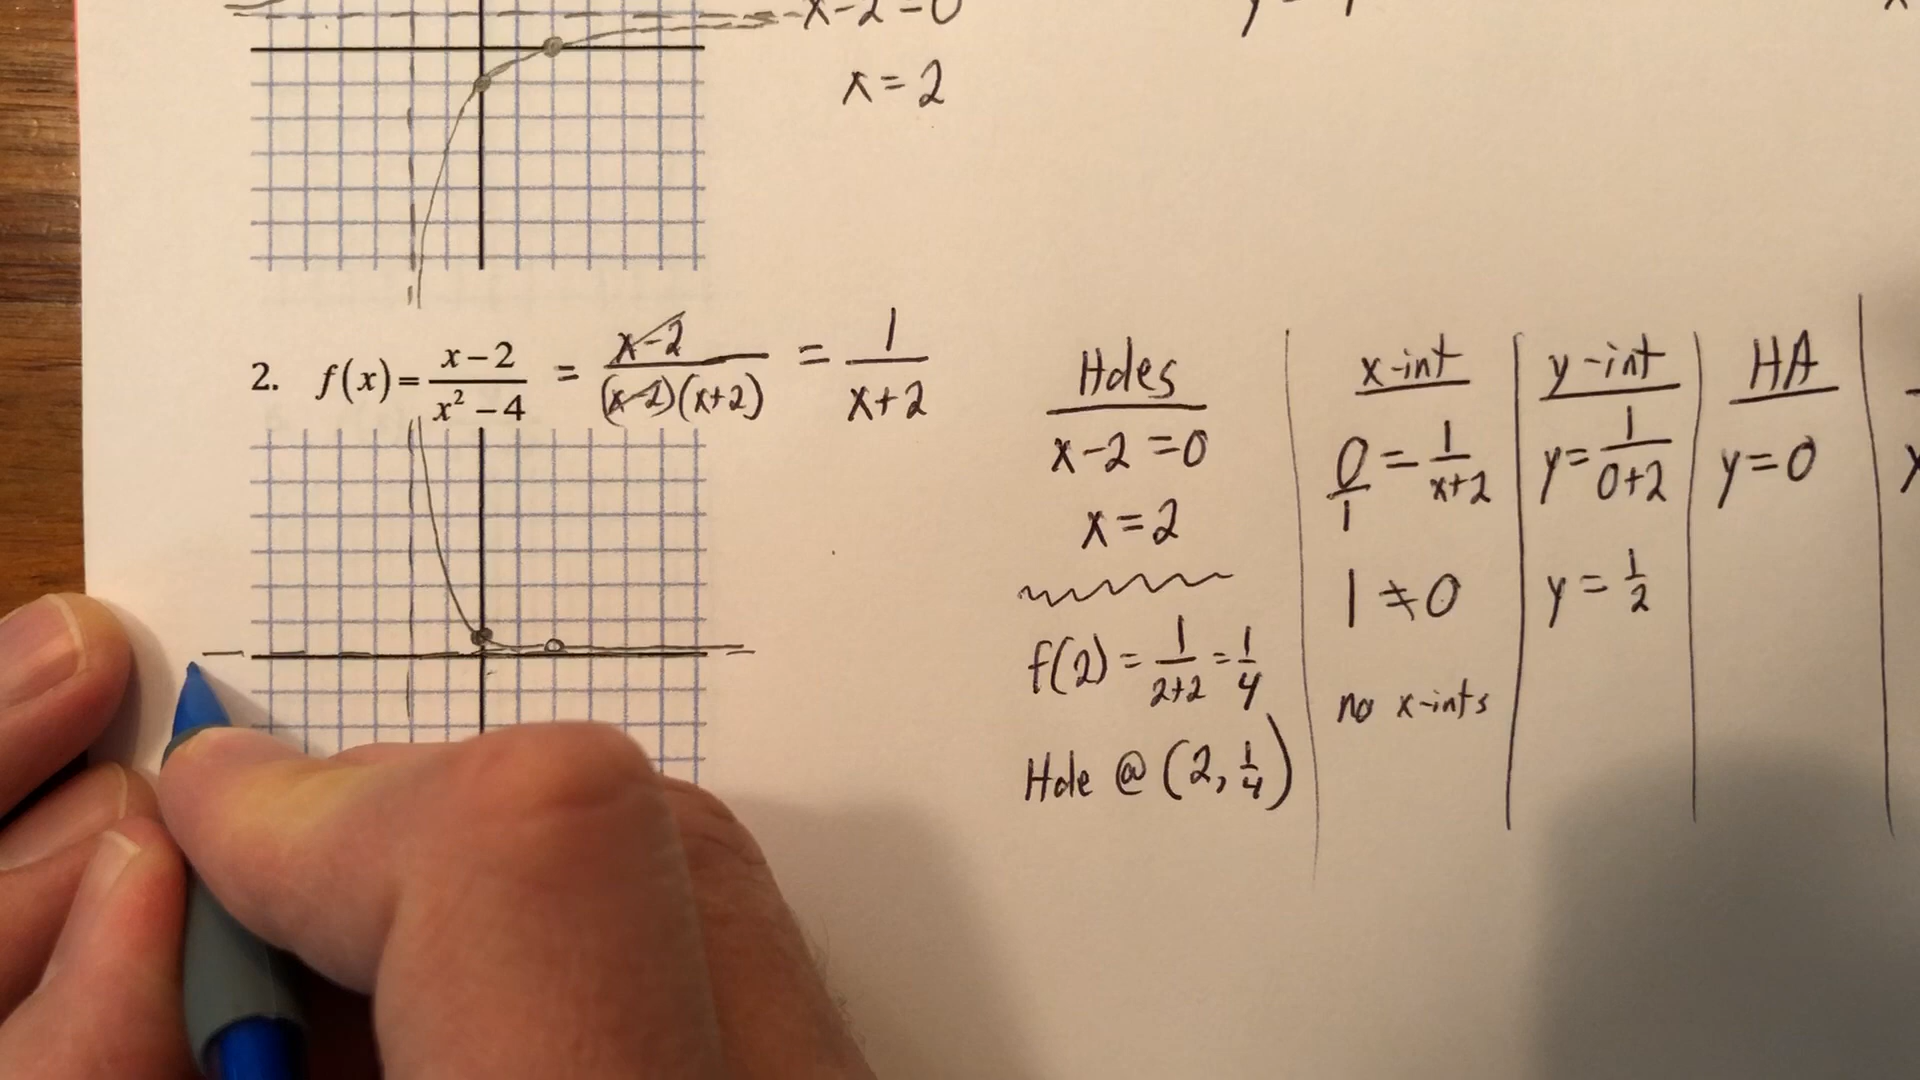 x-2=0
x=2
2. f(x)= x-2 / x² -4 = x-2 / (x-2)(x+2) = 1 / x+2
Holes
x-2=0
x=2
f(2) = 1 / 2+2 = 1/4
Hole @ (2, 1/4)
x-int
0/1 = 1 / x+2
1 ≠ 0
no x-ints
y-int
y= 1 / 0+2
y = 1/2
HA
y=0